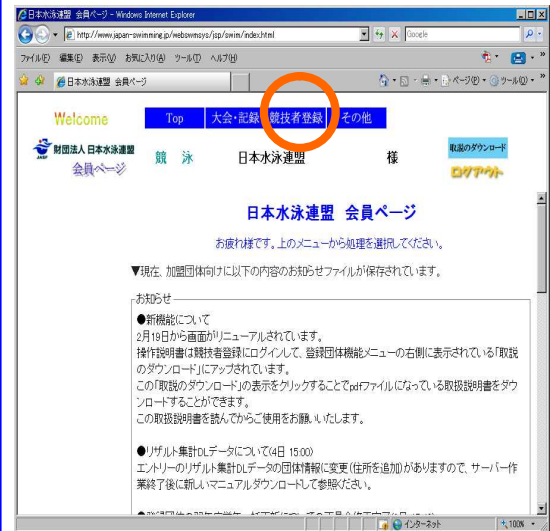 日本水泳連盟 会員ページ - Windows Internet Explorer
http://www.japan-swimming.jp/webswmsys/jsp/swim/index.html
Google
ファイル(F) 編集(E) 表示(V) お気に入り(A) ツール(T) ヘルプ(H)
日本水泳連盟 会員ページ
ページ(P) ツール(O)
Welcome Top 大会・記録 競技者登録 その他
財団法人 日本水泳連盟
会員ページ
競 泳 日本水泳連盟 様
取説のダウンロード
ログアウト
日本水泳連盟 会員ページ
お疲れ様です。上のメニューから処理を選択してください。
▼現在、加盟団体向けに以下の内容のお知らせファイルが保存されています。
お知らせ
●新機能について
2月19日から画面がリニューアルされています。
操作説明書は競技者登録にログインして、登録団体機能メニューの右側に表示されている「取説
のダウンロード」にアップされています。
この「取説のダウンロード」の表示をクリックすることでpdfファイルになっている取扱説明書をダウ
ンロードすることができます。
この取扱説明書を読んでからご使用をお願いいたします。
●リザルト集計DLデータについて(4日 15:00)
エントリーのリザルト集計DLデータの団体情報に変更(住所を追加)がありますので、サーバー作
業終了後に新しいマニュアルダウンロードして参照ください。
インターネット 100%